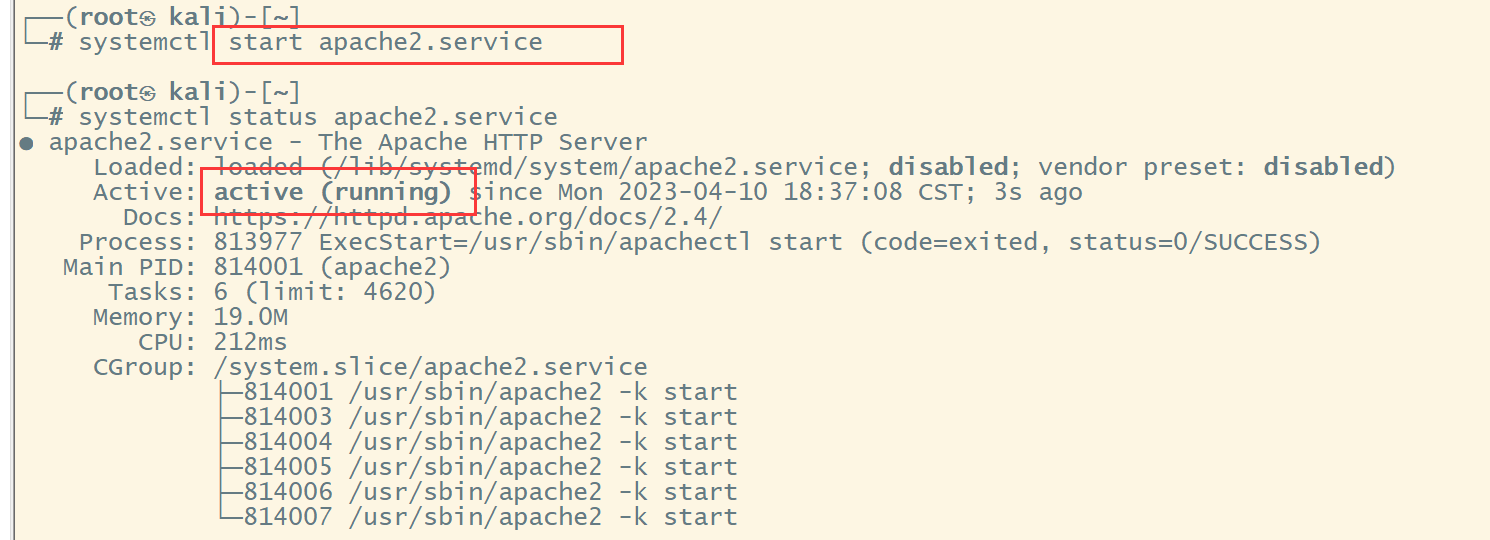 ┌──(root㉿ kali)-[~]
└─# systemctl start apache2.service
┌──(root㉿ kali)-[~]
└─# systemctl status apache2.service
● apache2.service - The Apache HTTP Server
Loaded: loaded (/lib/systemd/system/apache2.service; disabled; vendor preset: disabled)
Active: active (running) since Mon 2023-04-10 18:37:08 CST; 3s ago
Docs: https://httpd.apache.org/docs/2.4/
Process: 813977 ExecStart=/usr/sbin/apachectl start (code=exited, status=0/SUCCESS)
Main PID: 814001 (apache2)
Tasks: 6 (limit: 4620)
Memory: 19.0M
CPU: 212ms
CGroup: /system.slice/apache2.service
├─814001 /usr/sbin/apache2 -k start
├─814003 /usr/sbin/apache2 -k start
├─814004 /usr/sbin/apache2 -k start
├─814005 /usr/sbin/apache2 -k start
├─814006 /usr/sbin/apache2 -k start
└─814007 /usr/sbin/apache2 -k start